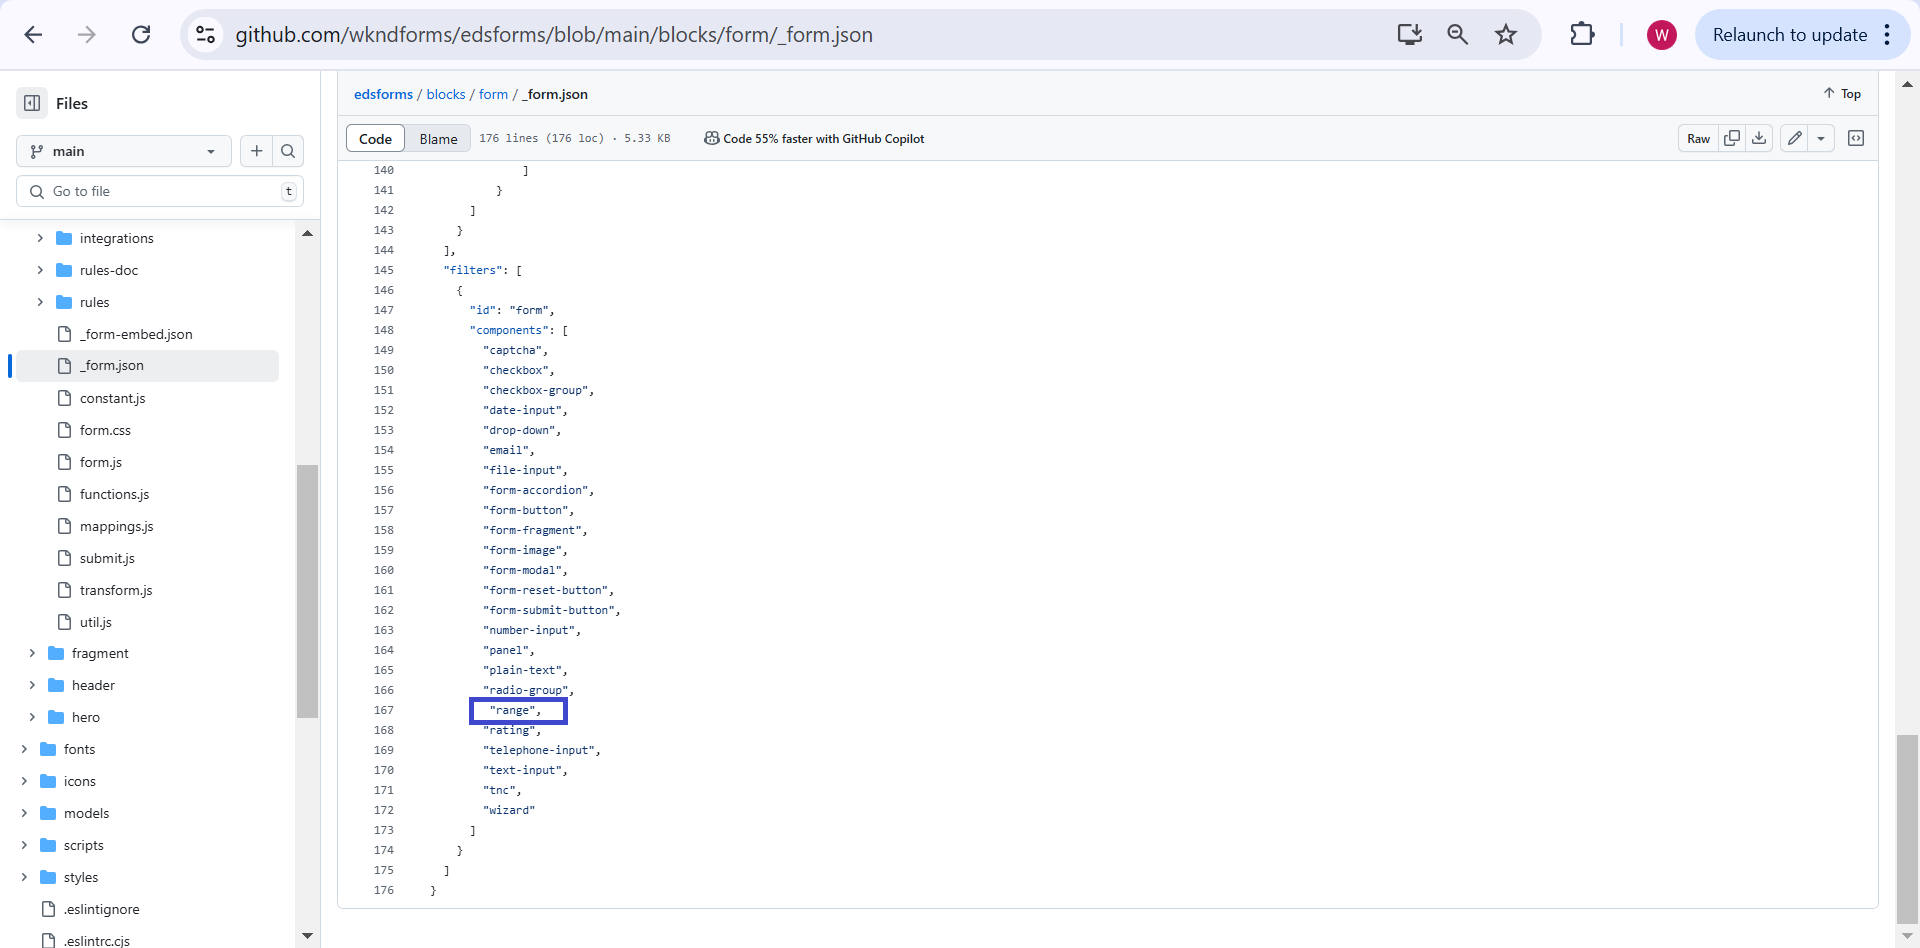 github.com/wkndforms/edsforms/blob/main/blocks/form/_form.json
W
Relaunch to update
Files
main
Go to file
t
integrations
rules-doc
rules
_form-embed.json
_form.json
constant.js
form.css
form.js
functions.js
mappings.js
submit.js
transform.js
util.js
fragment
header
hero
fonts
icons
models
scripts
styles
.eslintignore
.eslintrc.cjs
edsforms / blocks / form / _form.json
Top
Code Blame 176 lines (176 loc) · 5.33 KB Code 55% faster with GitHub Copilot
Raw
140 ]
141 }
142 ]
143 }
144 ],
145 "filters": [
146 {
147 "id": "form",
148 "components": [
149 "captcha",
150 "checkbox",
151 "checkbox-group",
152 "date-input",
153 "drop-down",
154 "email",
155 "file-input",
156 "form-accordion",
157 "form-button",
158 "form-fragment",
159 "form-image",
160 "form-modal",
161 "form-reset-button",
162 "form-submit-button",
163 "number-input",
164 "panel",
165 "plain-text",
166 "radio-group",
167 "range",
168 "rating",
169 "telephone-input",
170 "text-input",
171 "tnc",
172 "wizard"
173 ]
174 }
175 ]
176 }